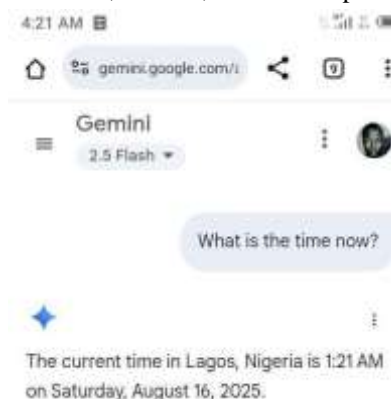 4:21 AM
gemini.google.com/
9
Gemini
2.5 Flash
What is the time now?
The current time in Lagos, Nigeria is 1:21 AM
on Saturday, August 16, 2025.